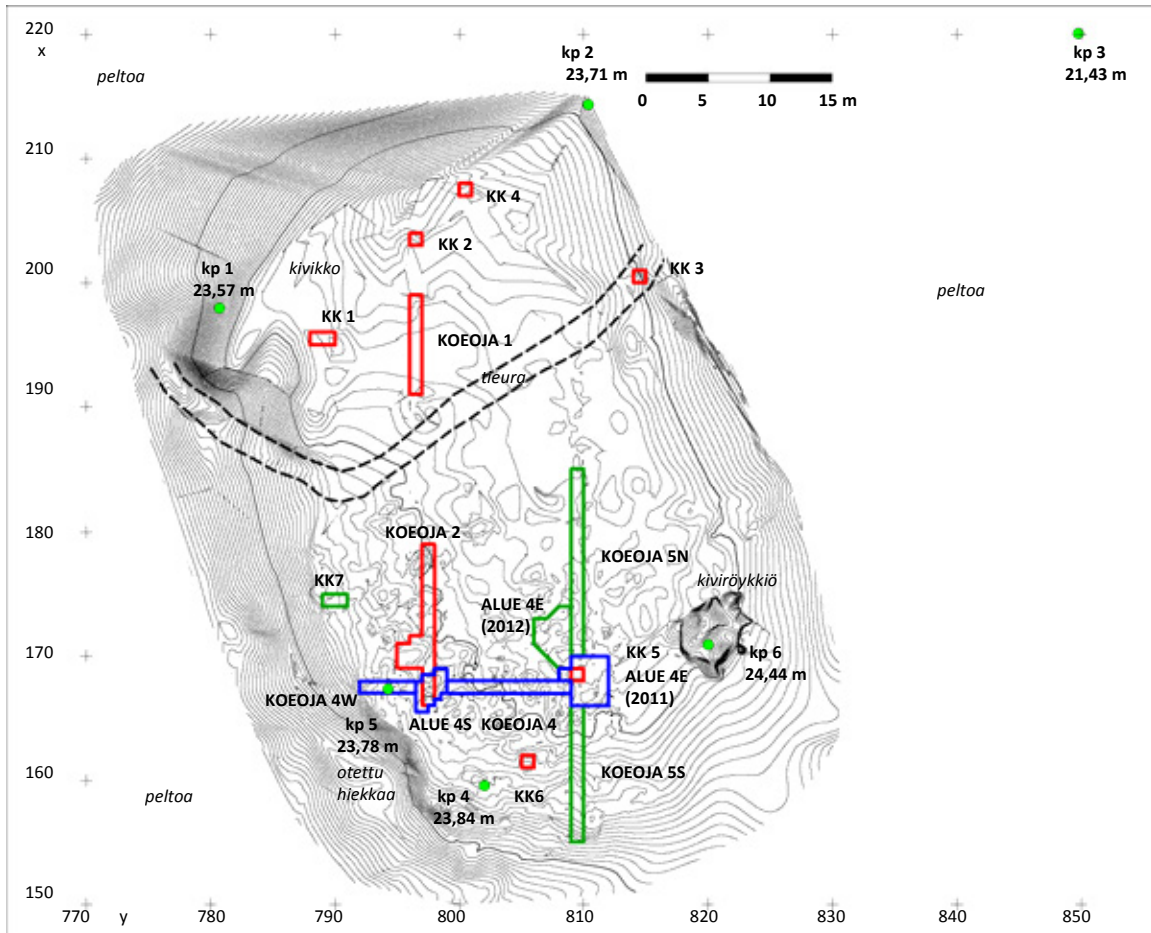 220
x
peltoa
kp 2
23,71 m
0 5 10 15 m
kp 3
21,43 m
210
KK 4
KK 2
200
kp 1
23,57 m
kivikko
KK 3
peltoa
KK 1
KOEOJA 1
tieura
190
180
KOEOJA 2
KOEOJA 5N
KK7
ALUE 4E
(2012)
kiviröykkiö
170
KK 5
ALUE 4E
(2011)
kp 6
24,44 m
KOEOJA 4W
kp 5
23,78 m
ALUE 4S
KOEOJA 4
otettu
hiekkaa
KOEOJA 5S
160
peltoa
kp 4
23,84 m
KK6
150
770 y 780 790 800 810 820 830 840 850